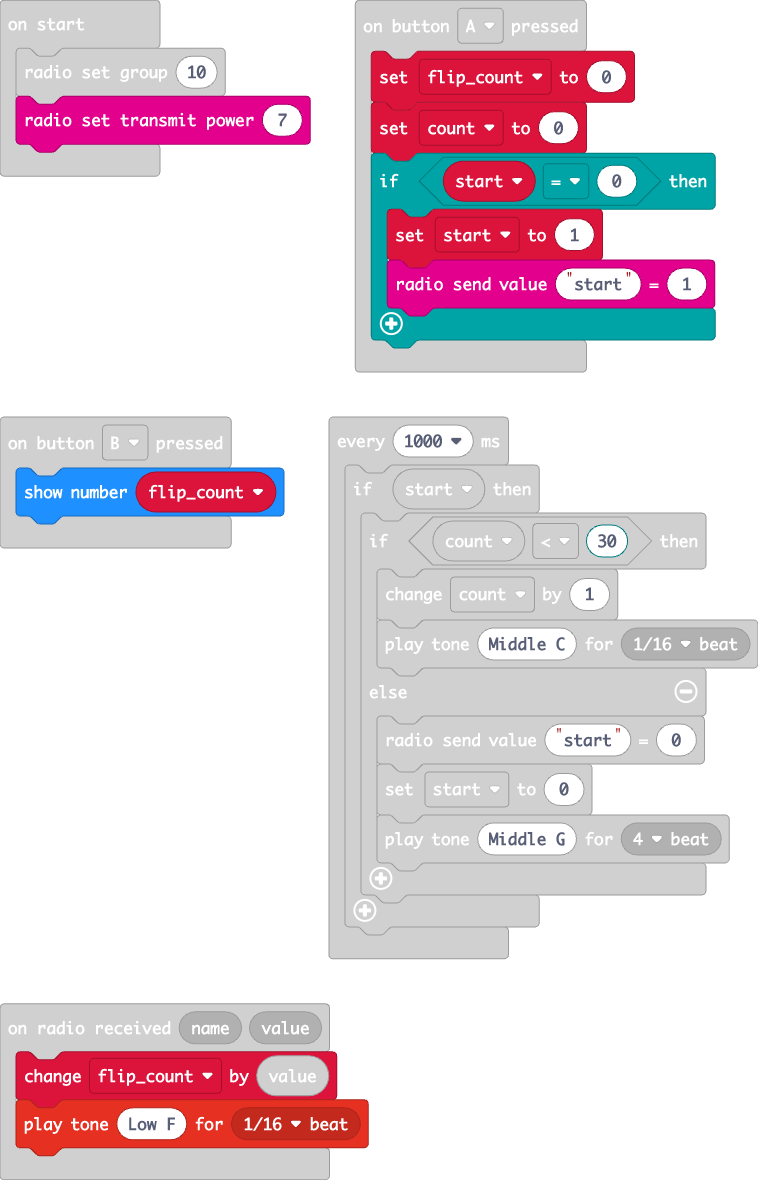 on start
radio set group 10
radio set transmit power 7
on button A pressed
set flip_count to 0
set count to 0
if start = 0 then
set start to 1
radio send value "start" = 1
on button B pressed
show number flip_count
every 1000 ms
if start then
if count < 30 then
change count by 1
play tone Middle C for 1/16 beat
else
radio send value "start" = 0
set start to 0
play tone Middle G for 4 beat
on radio received name value
change flip_count by value
play tone Low F for 1/16 beat